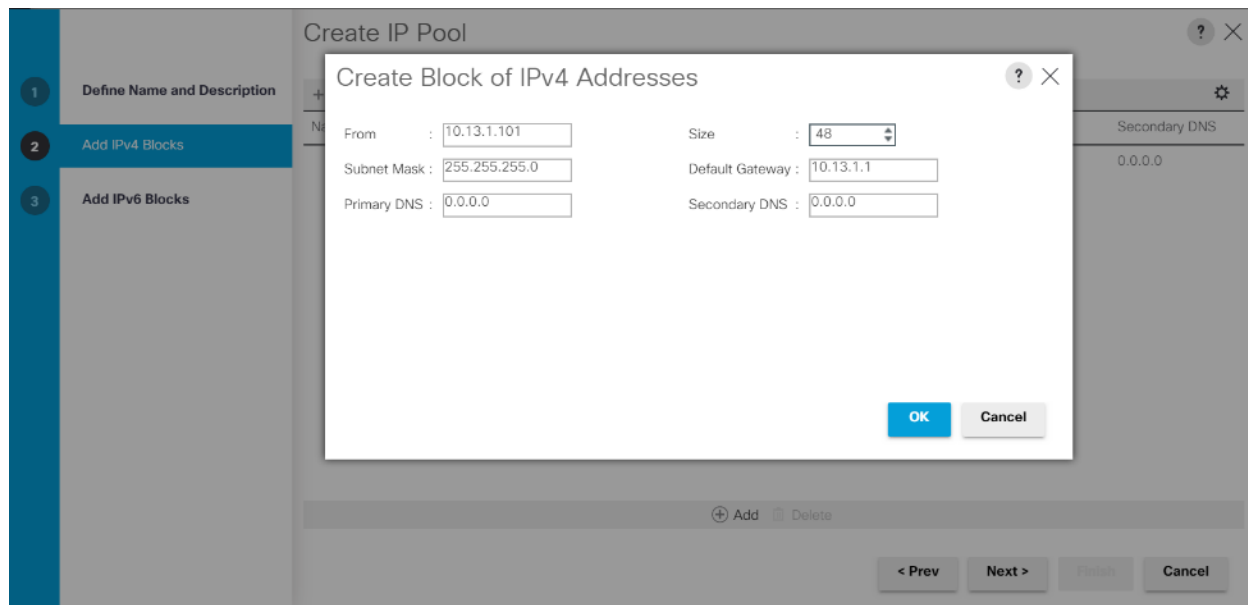 Create IP Pool
?
1 Define Name and Description
2 Add IPv4 Blocks
3 Add IPv6 Blocks
Create Block of IPv4 Addresses
?
From : 10.13.1.101 Size : 48
Subnet Mask : 255.255.255.0 Default Gateway : 10.13.1.1
Primary DNS : 0.0.0.0 Secondary DNS : 0.0.0.0
OK Cancel
Secondary DNS
0.0.0.0
Add Delete
< Prev Next > Finish Cancel